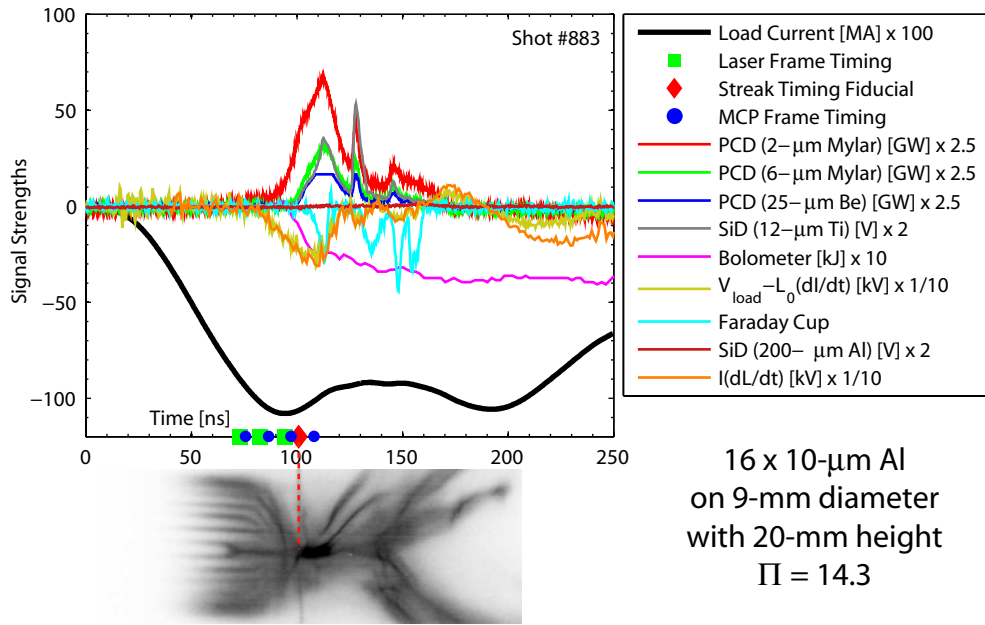 Shot #883
100
50
0
−50
−100
Signal Strengths
Time [ns]
0 50 100 150 200 250
Load Current [MA] x 100
Laser Frame Timing
Streak Timing Fiducial
MCP Frame Timing
PCD (2−μm Mylar) [GW] x 2.5
PCD (6−μm Mylar) [GW] x 2.5
PCD (25−μm Be) [GW] x 2.5
SiD (12−μm Ti) [V] x 2
Bolometer [kJ] x 10
V_load−L_0(dI/dt) [kV] x 1/10
Faraday Cup
SiD (200− μm Al) [V] x 2
I(dL/dt) [kV] x 1/10
16 x 10-μm Al
on 9-mm diameter
with 20-mm height
Π = 14.3